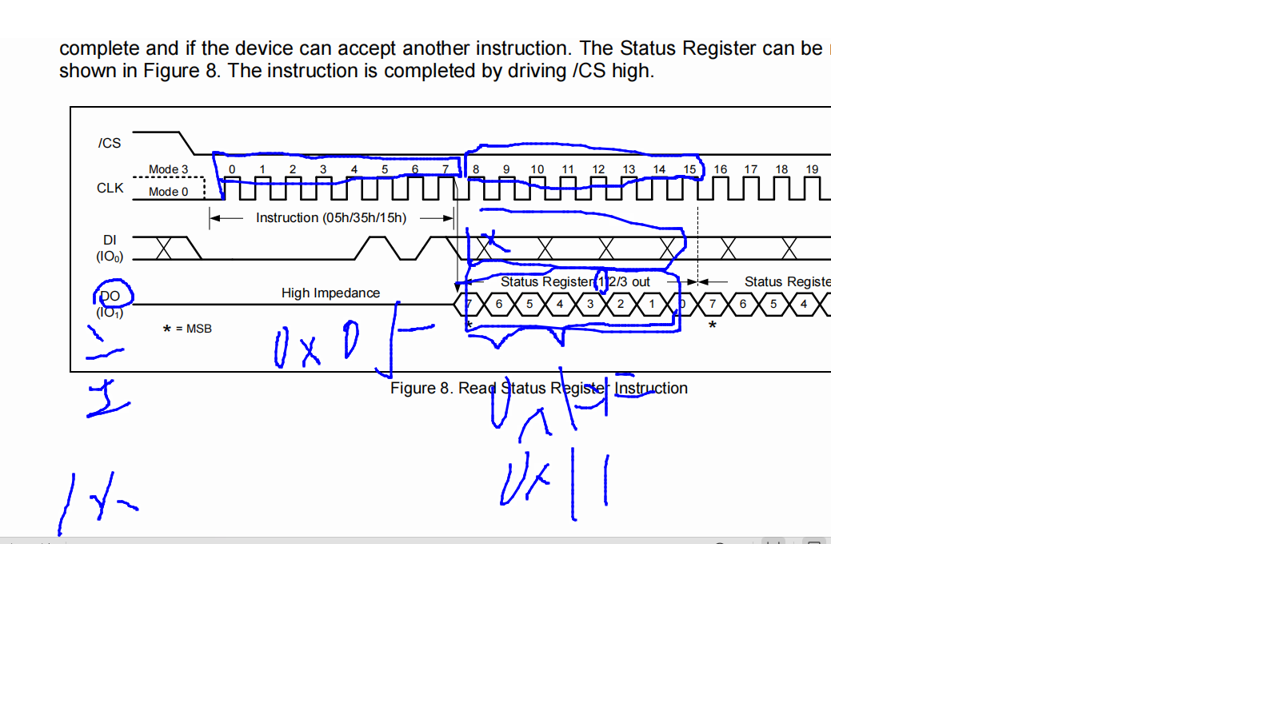 complete and if the device can accept another instruction. The Status Register can be
shown in Figure 8. The instruction is completed by driving /CS high.
/CS
Mode 3 0 1 2 3 4 5 6 7 8 9 10 11 12 13 14 15 16 17 18 19
CLK
Mode 0
Instruction (05h/35h/15h)
DI
(IO₀)
Status Register 1/2/3 out Status Registe
High Impedance
DO 7 6 5 4 3 2 1 0 7 6 5 4
(IO₁)
* *
* = MSB
0x05
Figure 8. Read Status Register Instruction